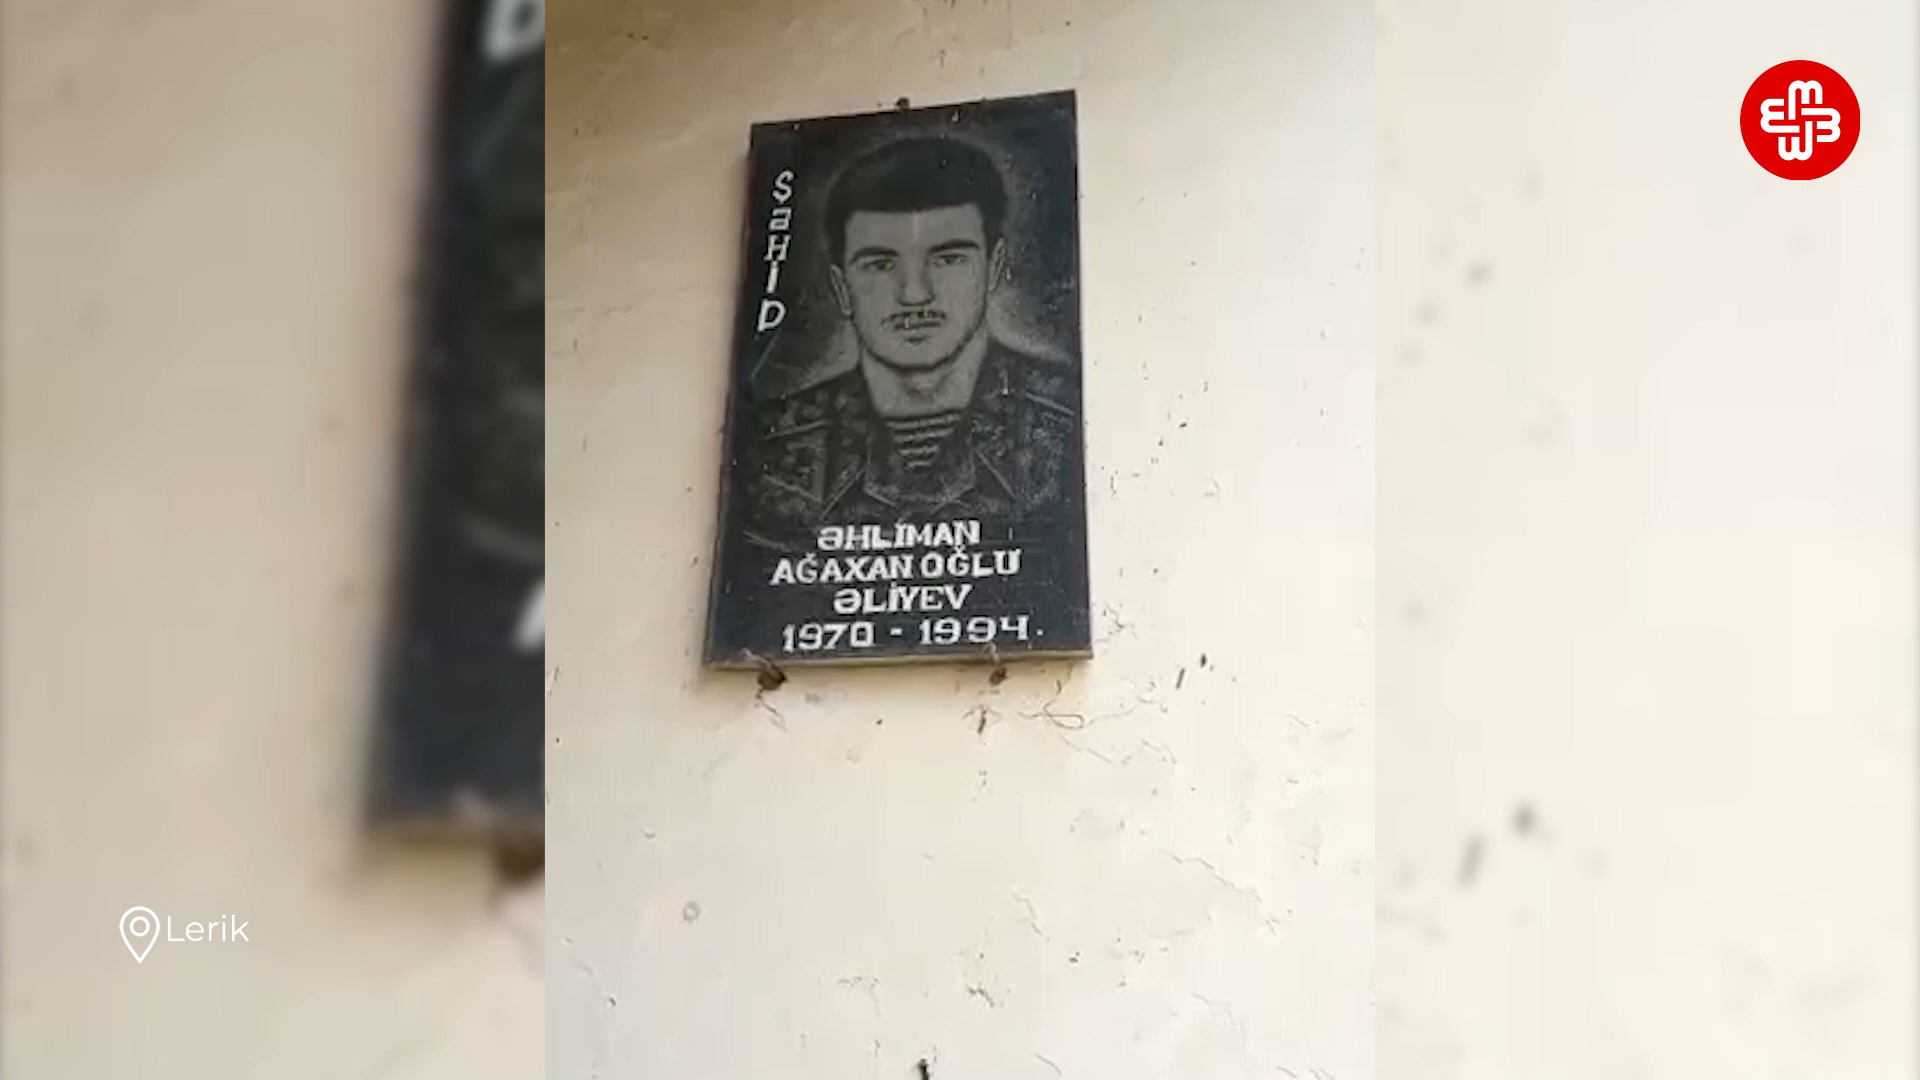 ŞƏHİD
ƏHLİMAN
AĞAXAN OĞLU
ƏLİYEV
1970 - 1994.
Lerik